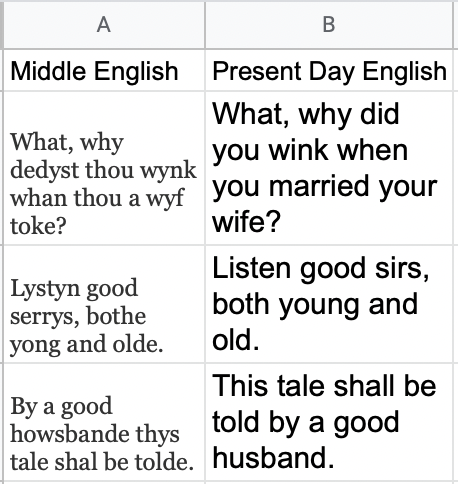 A
B
Middle English
Present Day English
What, why
dedyst thou wynk
whan thou a wyf
toke?
What, why did
you wink when
you married your
wife?
Lystyn good
serrys, bothe
yong and olde.
Listen good sirs,
both young and
old.
By a good
howsbande thys
tale shal be tolde.
This tale shall be
told by a good
husband.